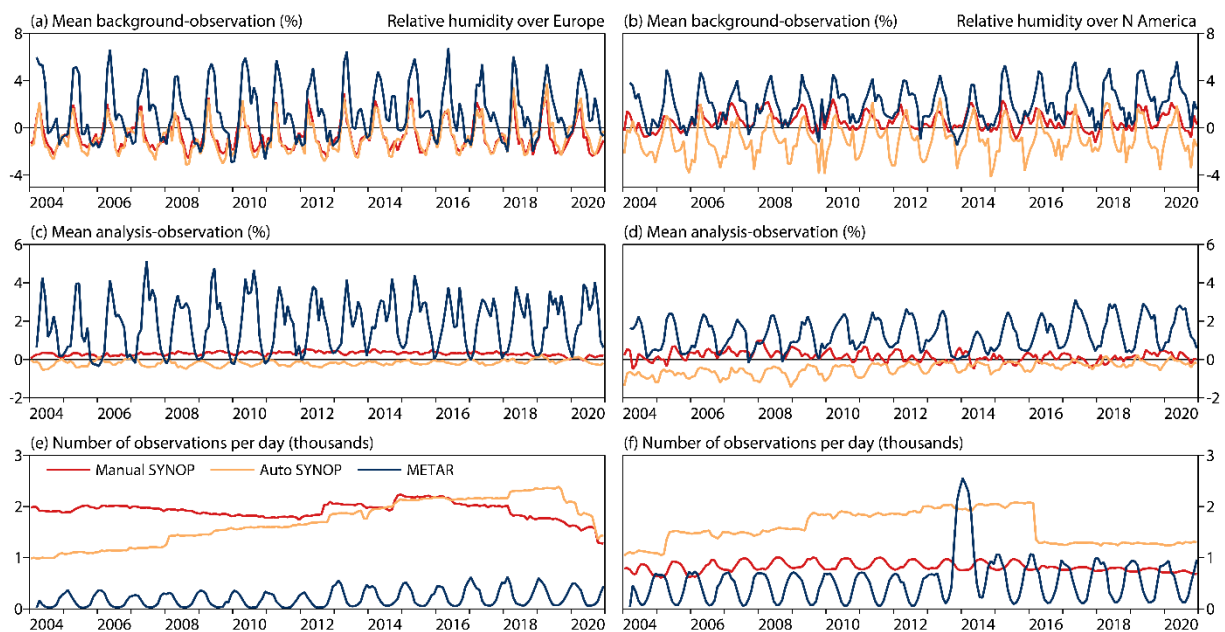 (a) Mean background-observation (%) Relative humidity over Europe
(b) Mean background-observation (%) Relative humidity over N America
8
4
0
-4
8
4
0
-4
2004 2006 2008 2010 2012 2014 2016 2018 2020
2004 2006 2008 2010 2012 2014 2016 2018 2020
(c) Mean analysis-observation (%)
(d) Mean analysis-observation (%)
6
4
2
0
-2
6
4
2
0
-2
2004 2006 2008 2010 2012 2014 2016 2018 2020
2004 2006 2008 2010 2012 2014 2016 2018 2020
(e) Number of observations per day (thousands)
(f) Number of observations per day (thousands)
3
2
1
0
Manual SYNOP Auto SYNOP METAR
3
2
1
0
2004 2006 2008 2010 2012 2014 2016 2018 2020
2004 2006 2008 2010 2012 2014 2016 2018 2020